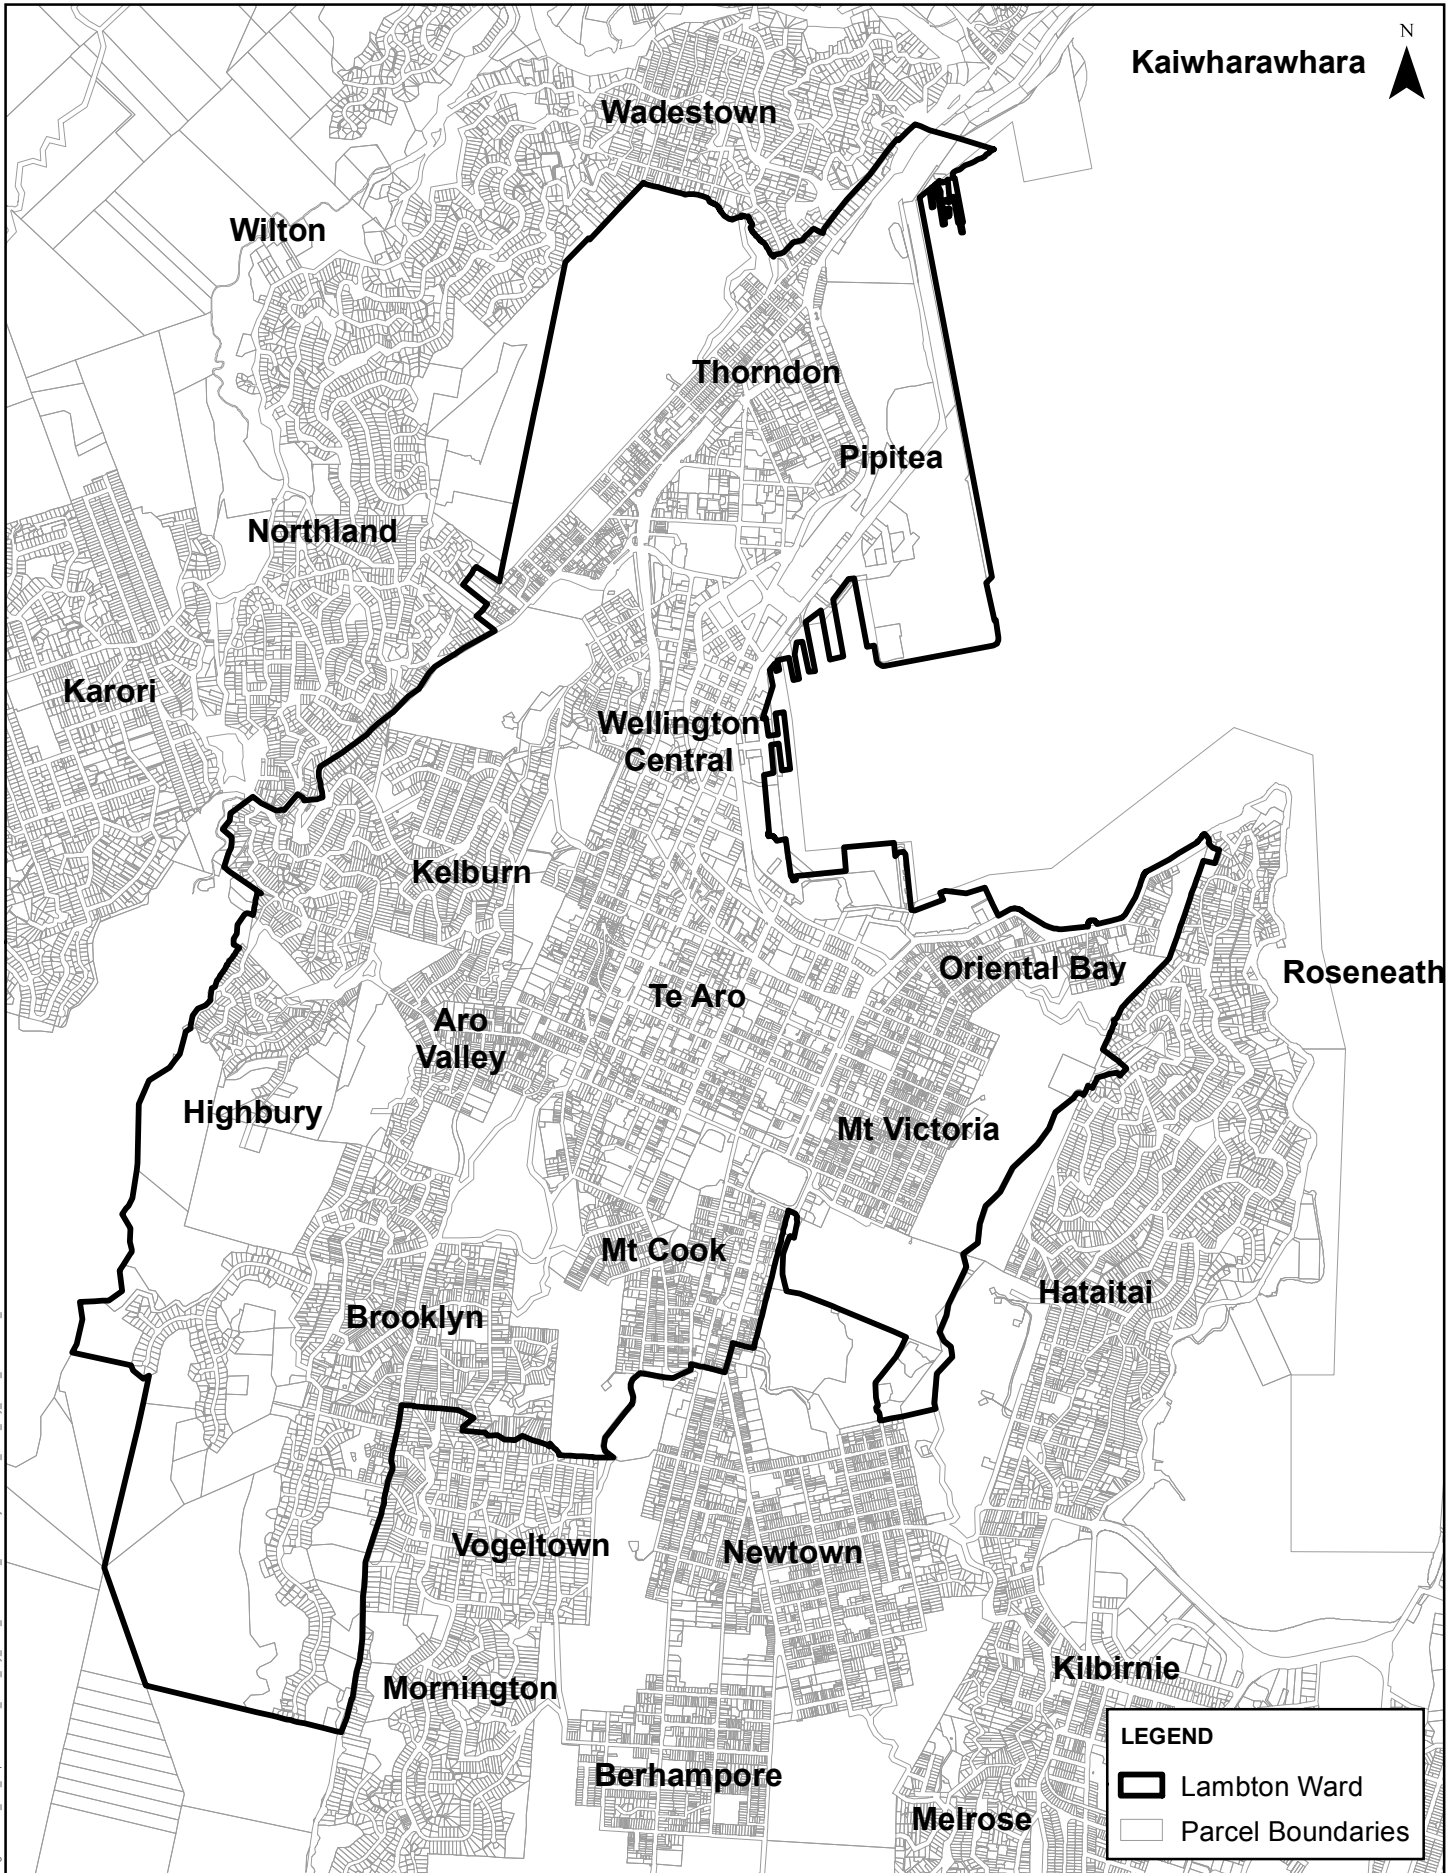 N
Kaiwharawhara
Wadestown
Wilton
Thorndon
Pipitea
Northland
Karori
Wellington
Central
Kelburn
Oriental Bay
Roseneath
Te Aro
Aro
Valley
Highbury
Mt Victoria
Mt Cook
Hataitai
Brooklyn
Vogeltown
Newtown
Kilbirnie
Mornington
Berhampore
Melrose
LEGEND
Lambton Ward
Parcel Boundaries